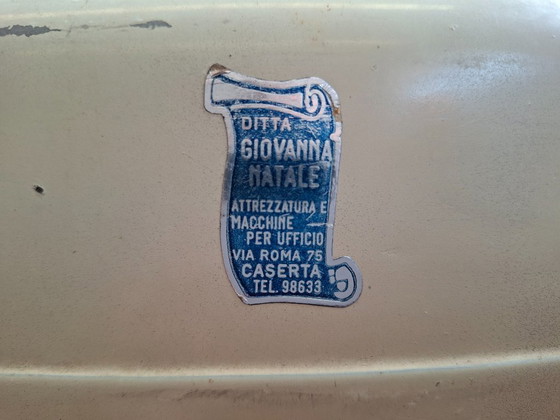 DITTA
GIOVANNA
NATALE
ATTREZZATURA E
MACCHINE
PER UFFICIO
VIA ROMA 75
CASERTA
TEL. 98633